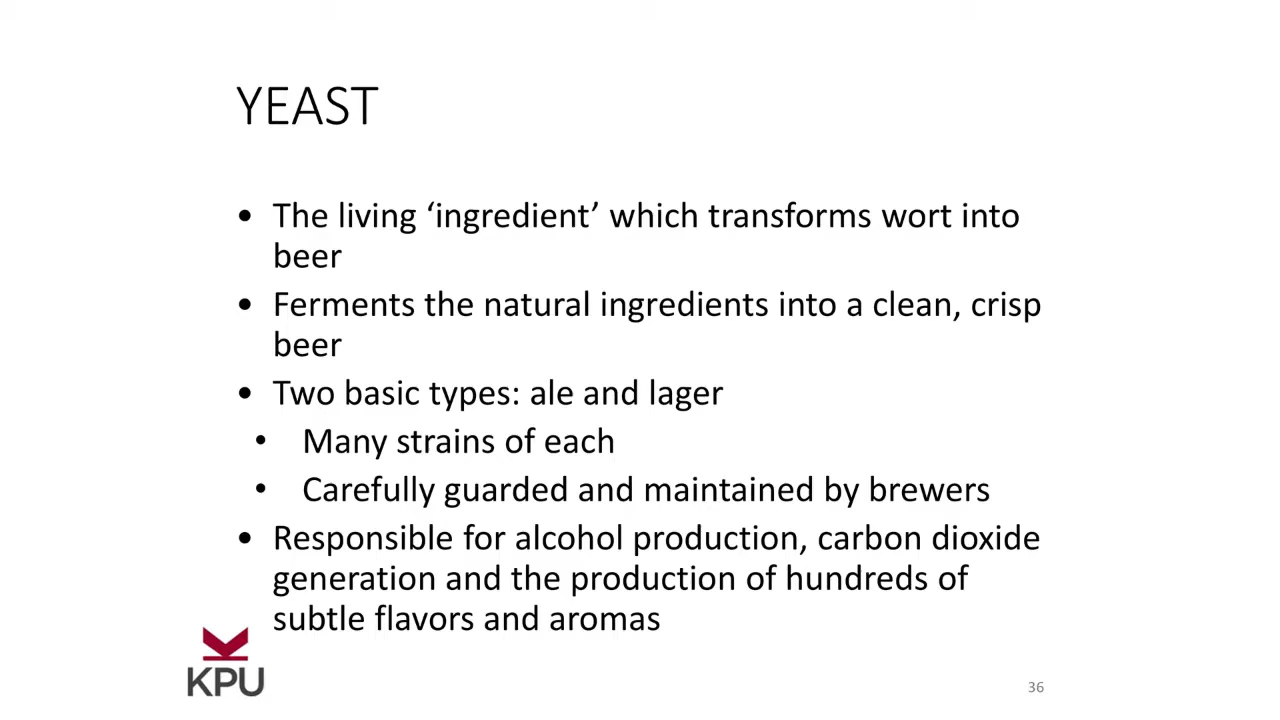 YEAST
• The living ‘ingredient’ which transforms wort into
beer
• Ferments the natural ingredients into a clean, crisp
beer
• Two basic types: ale and lager
• Many strains of each
• Carefully guarded and maintained by brewers
• Responsible for alcohol production, carbon dioxide
generation and the production of hundreds of
subtle flavors and aromas
KPU
36